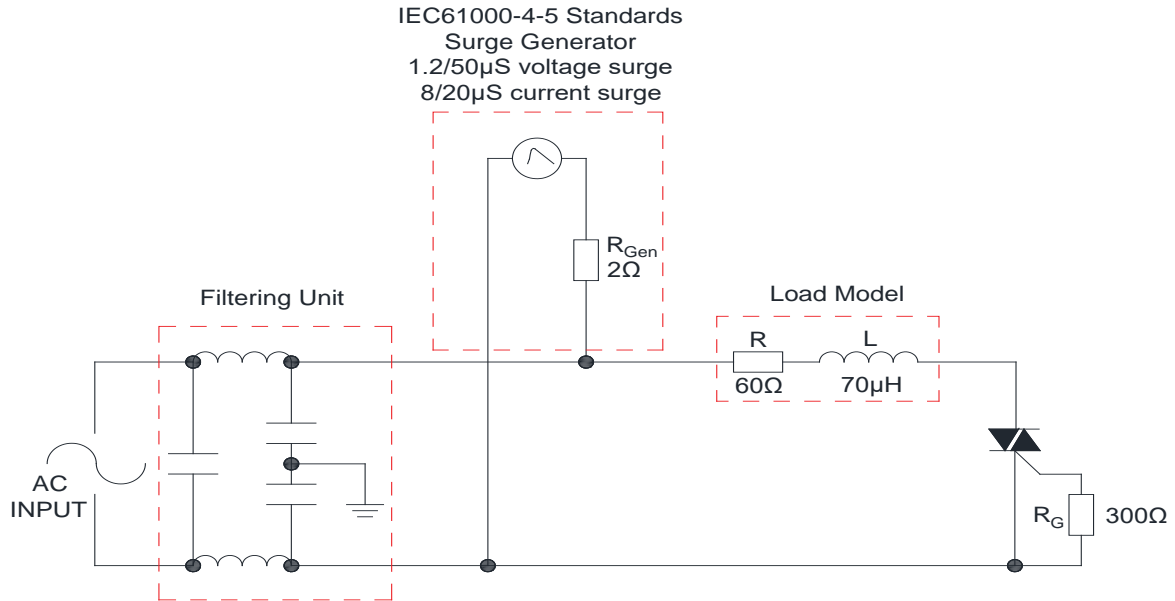 IEC61000-4-5 Standards
Surge Generator
1.2/50µS voltage surge
8/20µS current surge
RGen
2Ω
Filtering Unit
Load Model
R
L
60Ω
70µH
AC
INPUT
RG
300Ω